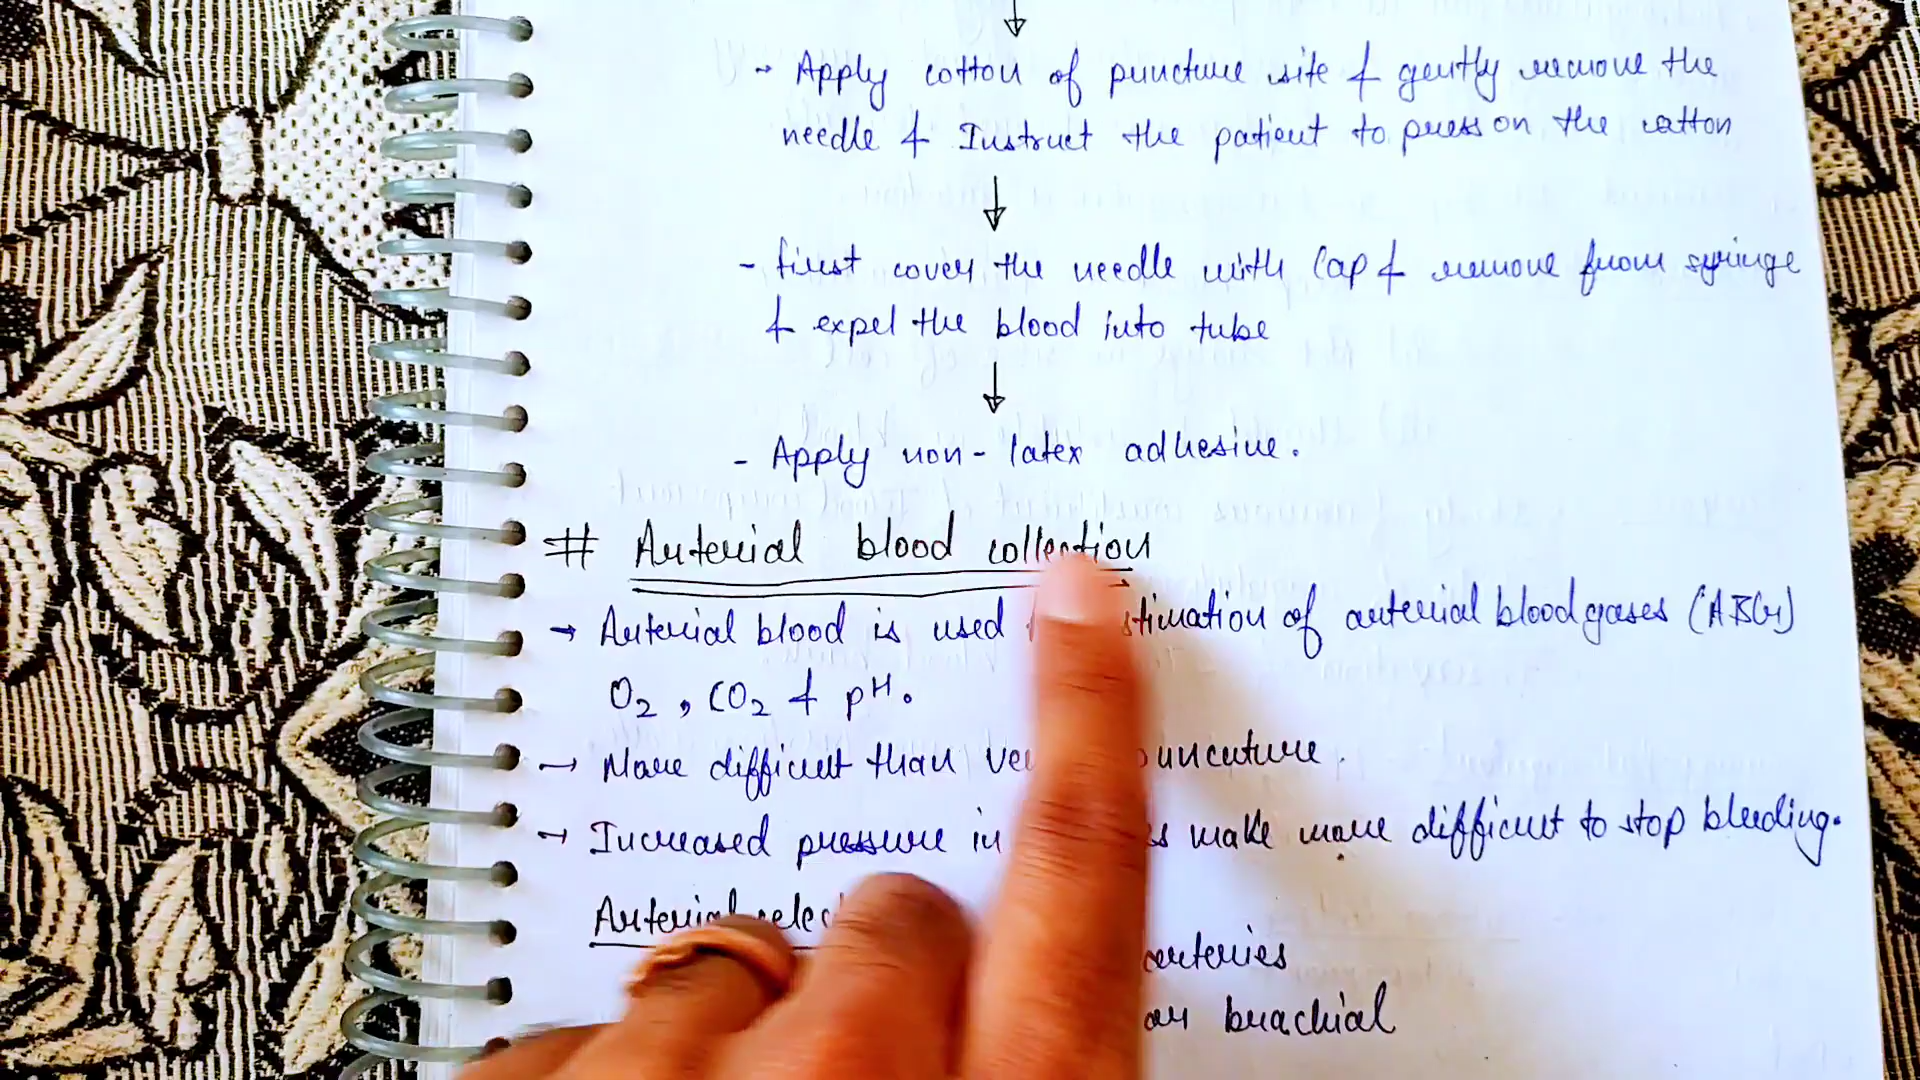 - Apply cotton of puncture site & gently remove the
needle & Instruct the patient to press on the cotton
- first cover the needle with Cap & remove from syringe
& expel the blood into tube
- Apply non-latex adhesive.
# Arterial blood collection
→ Arterial blood is used of arterial blood gases (ABG)
O2, CO2 & pH.
→ More difficult than
→ Increased pressure in make more difficult to stop bleeding.
Arterial
arteries
or brachial